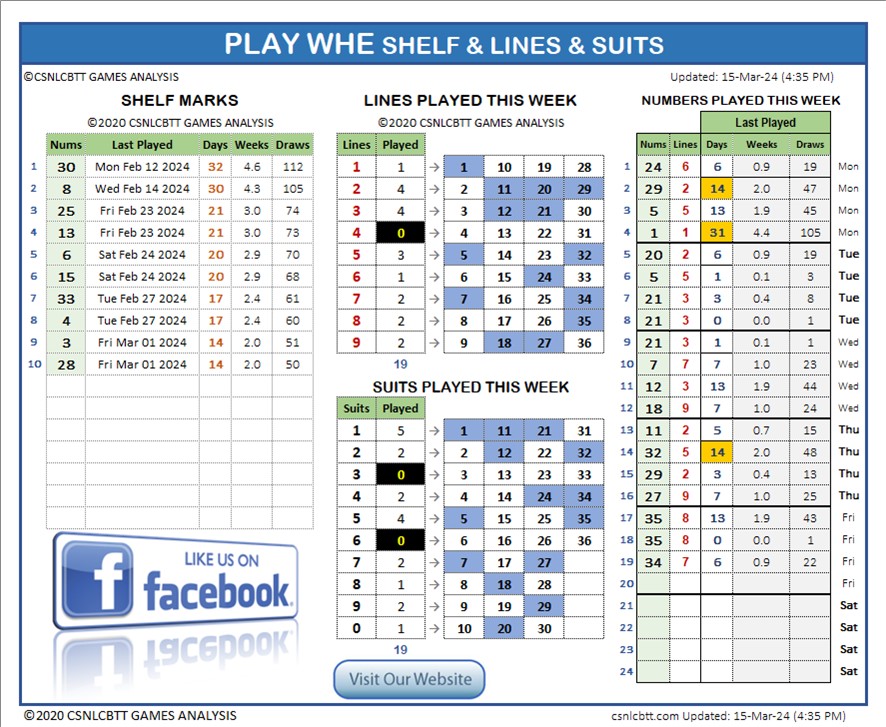 PLAY WHE SHELF & LINES & SUITS
©CSNLCBTT GAMES ANALYSIS
Updated: 15-Mar-24 (4:35 PM)
SHELF MARKS
©2020 CSNLCBTT GAMES ANALYSIS
Nums Last Played Days Weeks Draws
1 30 Mon Feb 12 2024 32 4.6 112
2 8 Wed Feb 14 2024 30 4.3 105
3 25 Fri Feb 23 2024 21 3.0 74
4 13 Fri Feb 23 2024 21 3.0 73
5 6 Sat Feb 24 2024 20 2.9 70
6 15 Sat Feb 24 2024 20 2.9 68
7 33 Tue Feb 27 2024 17 2.4 61
8 4 Tue Feb 27 2024 17 2.4 60
9 3 Fri Mar 01 2024 14 2.0 51
10 28 Fri Mar 01 2024 14 2.0 50
LIKE US ON
facebook.
LINES PLAYED THIS WEEK
©2020 CSNLCBTT GAMES ANALYSIS
Lines Played
1 1 → 1 10 19 28
2 4 → 2 11 20 29
3 4 → 3 12 21 30
4 0 → 4 13 22 31
5 3 → 5 14 23 32
6 1 → 6 15 24 33
7 2 → 7 16 25 34
8 2 → 8 17 26 35
9 2 → 9 18 27 36
19
SUITS PLAYED THIS WEEK
Suits Played
1 5 → 1 11 21 31
2 2 → 2 12 22 32
3 0 → 3 13 23 33
4 2 → 4 14 24 34
5 4 → 5 15 25 35
6 0 → 6 16 26 36
7 2 → 7 17 27
8 1 → 8 18 28
9 2 → 9 19 29
0 1 → 10 20 30
19
Visit Our Website
NUMBERS PLAYED THIS WEEK
Last Played
Nums Lines Days Weeks Draws
1 24 6 6 0.9 19 Mon
2 29 2 14 2.0 47 Mon
3 5 5 13 1.9 45 Mon
4 1 1 31 4.4 105 Mon
5 20 2 6 0.9 19 Tue
6 5 5 1 0.1 3 Tue
7 21 3 3 0.4 8 Tue
8 21 3 0 0.0 1 Tue
9 21 3 1 0.1 1 Wed
10 7 7 7 1.0 23 Wed
11 12 3 13 1.9 44 Wed
12 18 9 7 1.0 24 Wed
13 11 2 5 0.7 15 Thu
14 32 5 14 2.0 48 Thu
15 29 2 3 0.4 13 Thu
16 27 9 7 1.0 25 Thu
17 35 8 13 1.9 43 Fri
18 35 8 0 0.0 1 Fri
19 34 7 6 0.9 22 Fri
20 Fri
21 Sat
22 Sat
23 Sat
24 Sat
©2020 CSNLCBTT GAMES ANALYSIS
csnlcbtt.com Updated: 15-Mar-24 (4:35 PM)